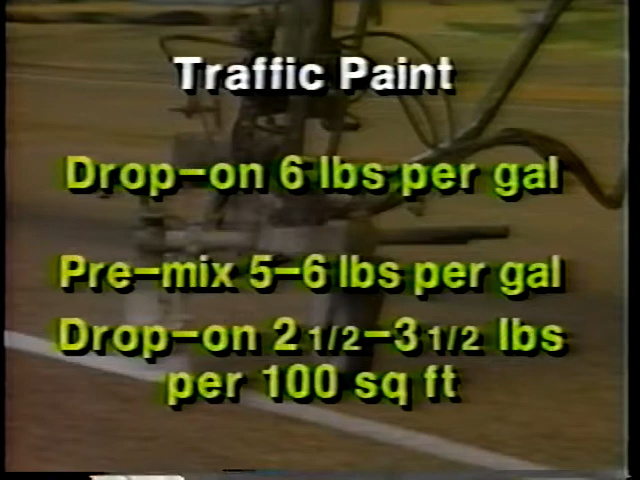 Traffic Paint
Drop-on 6 lbs per gal
Pre-mix 5-6 lbs per gal
Drop-on 2 1/2-3 1/2 lbs
per 100 sq ft